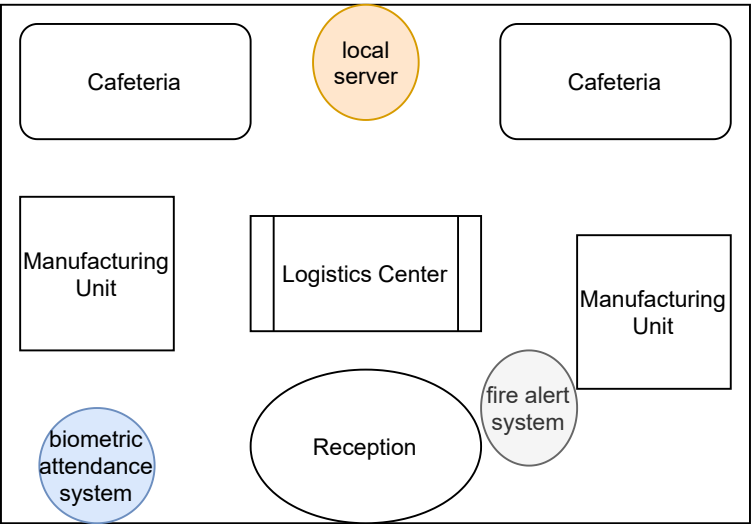 Cafeteria
local
server
Cafeteria
Manufacturing
Unit
Logistics Center
Manufacturing
Unit
fire alert
system
biometric
attendance
system
Reception